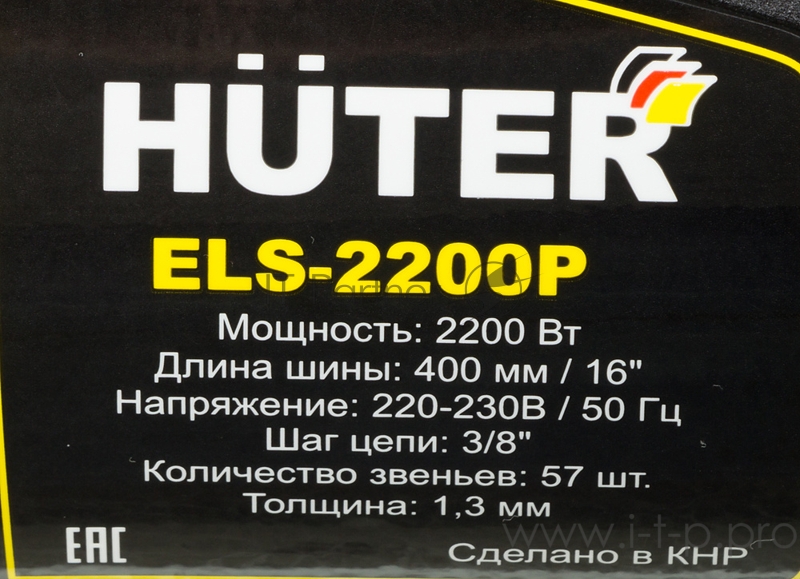 HÜTER
ELS-2200P
Мощность: 2200 Вт
Длина шины: 400 мм / 16"
Напряжение: 220-230В / 50 Гц
Шаг цепи: 3/8"
Количество звеньев: 57 шт.
Толщина: 1,3 мм
www.i-t-p.pro
EAC
Сделано в КНР